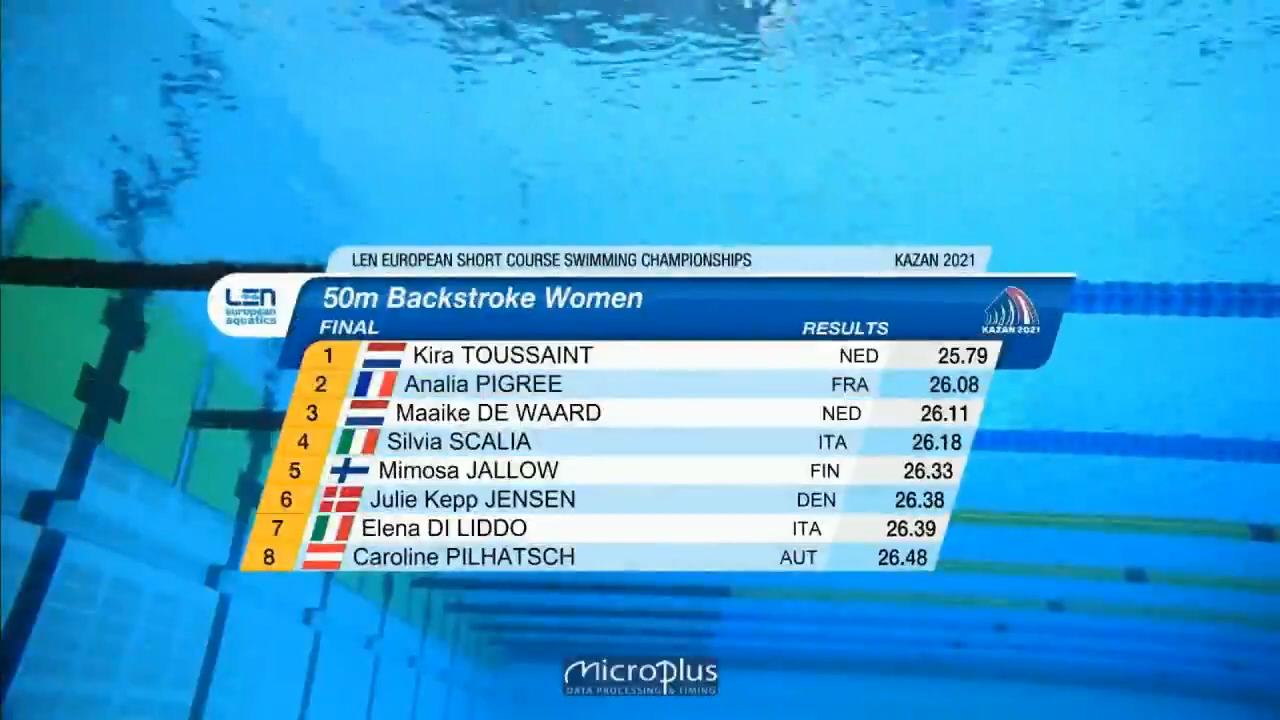 LEN EUROPEAN SHORT COURSE SWIMMING CHAMPIONSHIPS KAZAN 2021
LEN european aquatics
50m Backstroke Women
FINAL RESULTS
KAZAN 2021
1 Kira TOUSSAINT NED 25.79
2 Analia PIGREE FRA 26.08
3 Maaike DE WAARD NED 26.11
4 Silvia SCALIA ITA 26.18
5 Mimosa JALLOW FIN 26.33
6 Julie Kepp JENSEN DEN 26.38
7 Elena DI LIDDO ITA 26.39
8 Caroline PILHATSCH AUT 26.48
Microplus
DATA PROCESSING & TIMING